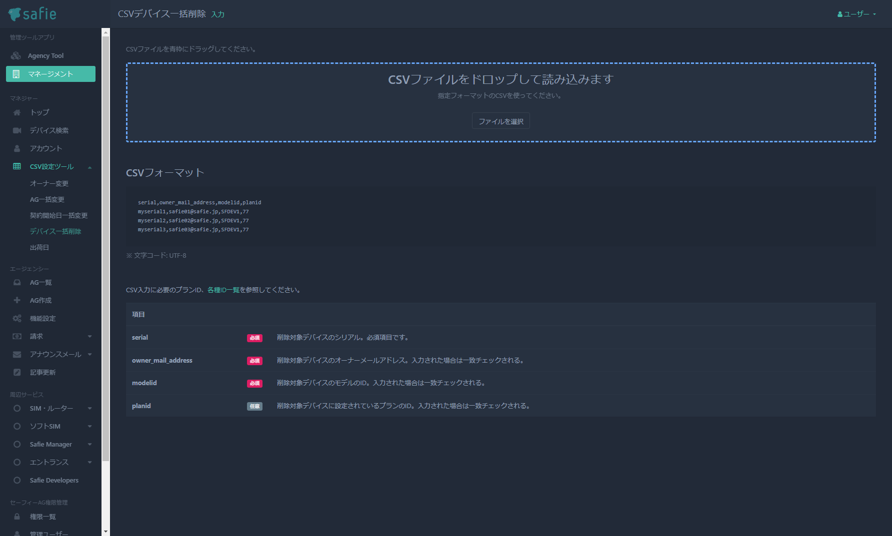 safie
CSVデバイス一括削除 入力
ユーザー
管理ツールアプリ
Agency Tool
マネージメント
マネジャー
トップ
デバイス検索
アカウント
CSV設定ツール
オーナー変更
AG一括変更
契約開始日一括変更
デバイス一括削除
出荷日
エージェンシー
AG一覧
AG作成
機能設定
請求
アナウンスメール
記事更新
周辺サービス
SIM・ルーター
ソフトSIM
Safie Manager
エントランス
Safie Developers
セーフィーAG権限管理
権限一覧
管理ユーザー
CSVファイルを青枠にドラッグしてください。
CSVファイルをドロップして読み込みます
指定フォーマットのCSVを使ってください。
ファイルを選択
CSVフォーマット
serial,owner_mail_address,modelid,planid
myserial1,safie01@safie.jp,SFDEV1,77
myserial2,safie02@safie.jp,SFDEV1,77
myserial3,safie03@safie.jp,SFDEV1,77
※ 文字コード: UTF-8
CSV入力に必要のプランID、各種ID一覧を参照してください。
項目
serial 必須 削除対象デバイスのシリアル。必須項目です。
owner_mail_address 必須 削除対象デバイスのオーナーメールアドレス。入力された場合は一致チェックされる。
modelid 必須 削除対象デバイスのモデルのID。入力された場合は一致チェックされる。
planid 任意 削除対象デバイスに設定されているプランのID。入力された場合は一致チェックされる。